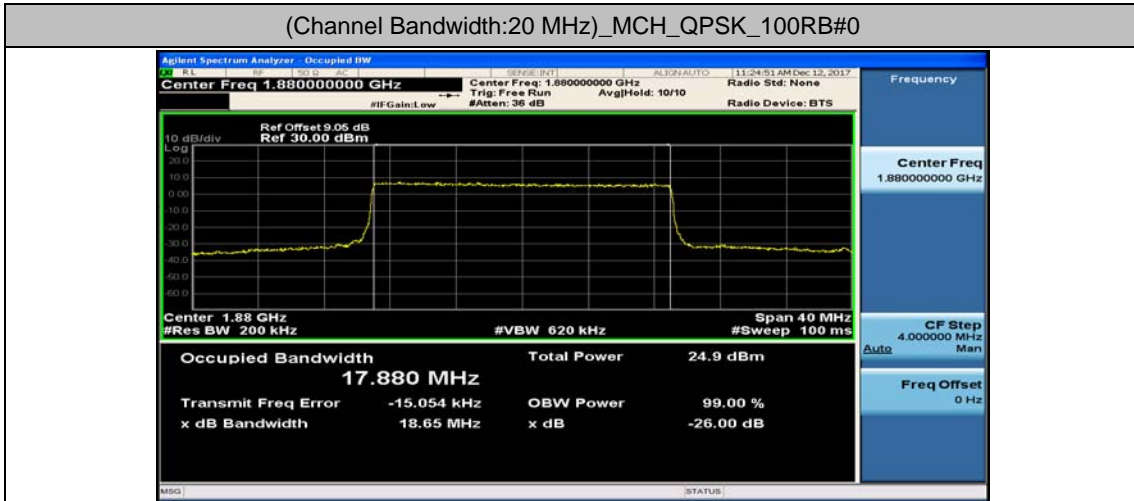 (Channel Bandwidth:20 MHz)_MCH_QPSK_100RB#0
Agilent Spectrum Analyzer - Occupied BW
RL RF 50 Ω AC SENSE:INT ALIGN AUTO 11:24:51 AM Dec 12, 2017
Center Freq 1.880000000 GHz Center Freq: 1.880000000 GHz Radio Std: None Frequency
Trig: Free Run Avg|Hold: 10/10
#IFGain:Low #Atten: 36 dB Radio Device: BTS
Ref Offset 9.05 dB
10 dB/div Ref 30.00 dBm
Log
20.0
10.0
0.00
-10.0
-20.0
-30.0
-40.0
-50.0
-60.0
Center Freq
1.880000000 GHz
Center 1.88 GHz Span 40 MHz
#Res BW 200 kHz #VBW 620 kHz #Sweep 100 ms
CF Step
4.000000 MHz
Auto Man
Occupied Bandwidth Total Power 24.9 dBm
17.880 MHz
Freq Offset
0 Hz
Transmit Freq Error -15.054 kHz OBW Power 99.00 %
x dB Bandwidth 18.65 MHz x dB -26.00 dB
MSG STATUS